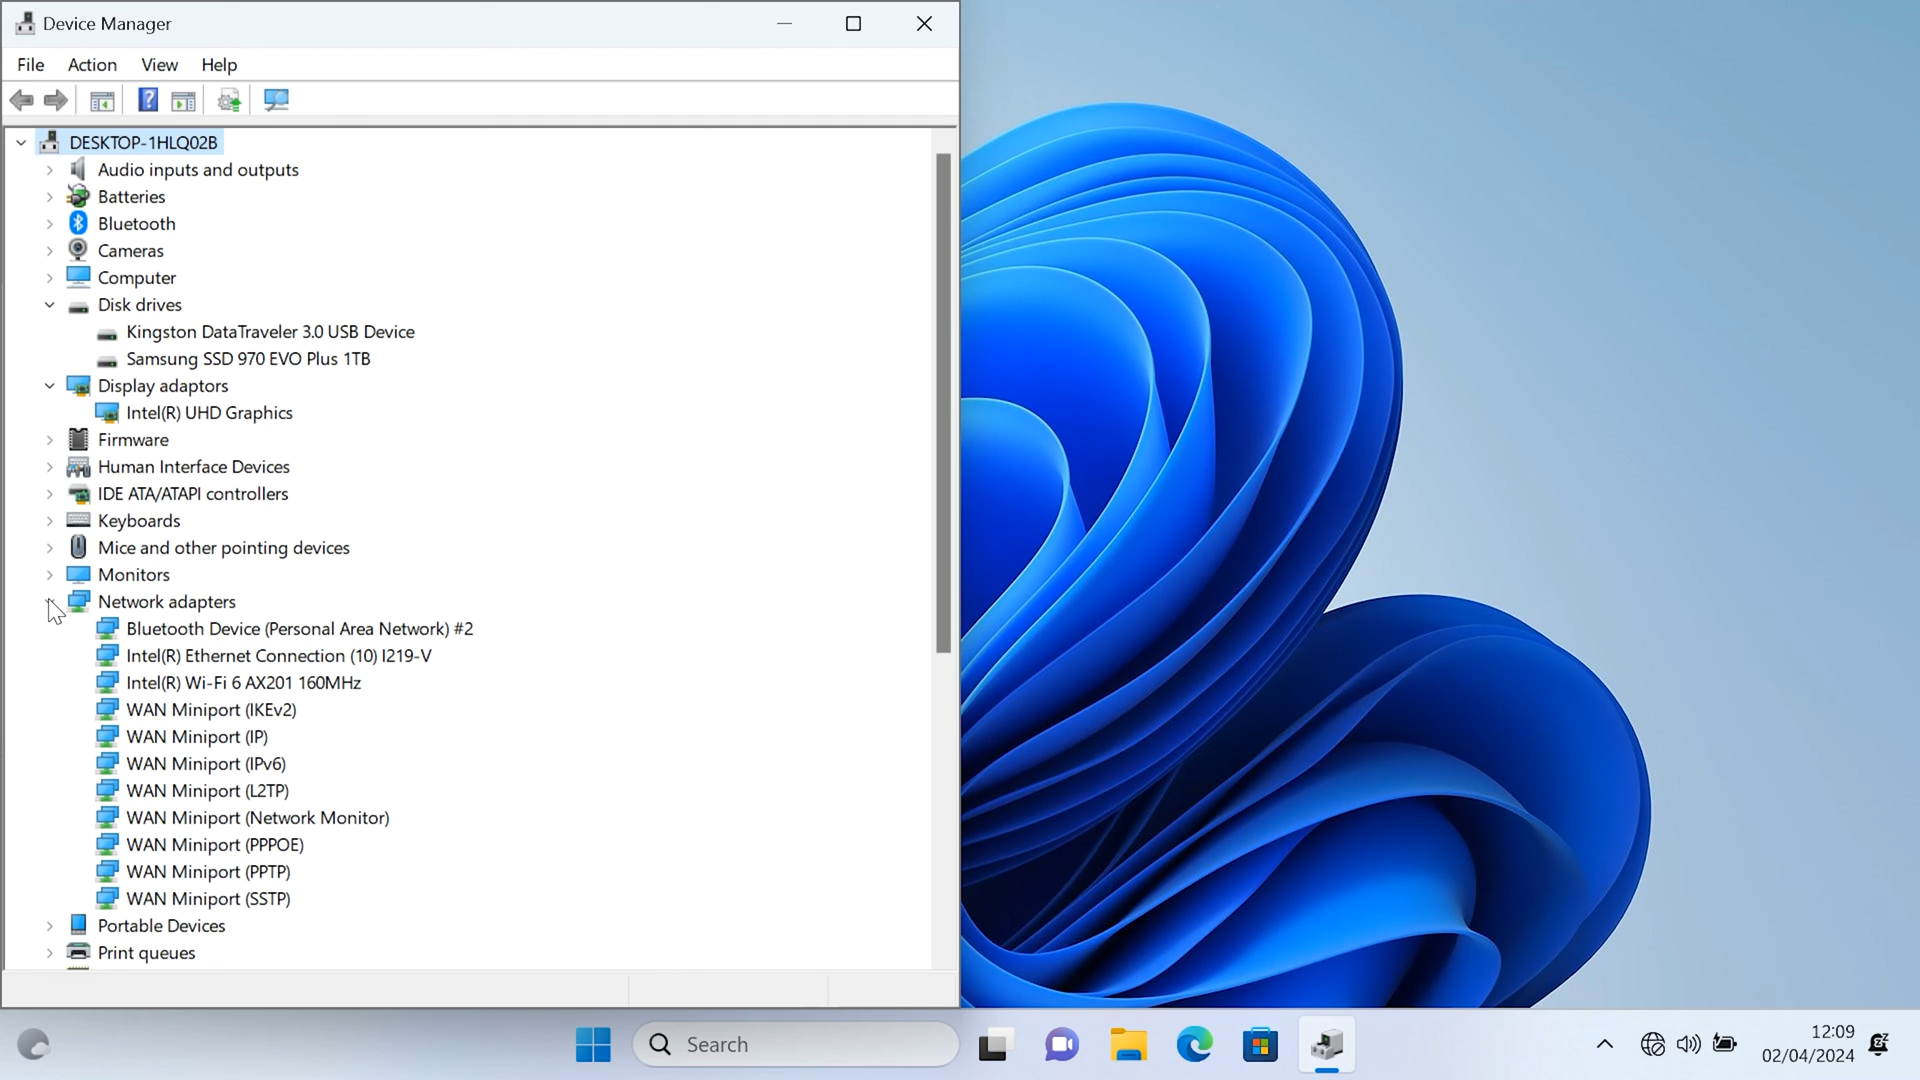 Device Manager
File Action View Help
DESKTOP-1HLQ02B
Audio inputs and outputs
Batteries
Bluetooth
Cameras
Computer
Disk drives
Kingston DataTraveler 3.0 USB Device
Samsung SSD 970 EVO Plus 1TB
Display adaptors
Intel(R) UHD Graphics
Firmware
Human Interface Devices
IDE ATA/ATAPI controllers
Keyboards
Mice and other pointing devices
Monitors
Network adapters
Bluetooth Device (Personal Area Network) #2
Intel(R) Ethernet Connection (10) I219-V
Intel(R) Wi-Fi 6 AX201 160MHz
WAN Miniport (IKEv2)
WAN Miniport (IP)
WAN Miniport (IPv6)
WAN Miniport (L2TP)
WAN Miniport (Network Monitor)
WAN Miniport (PPPOE)
WAN Miniport (PPTP)
WAN Miniport (SSTP)
Portable Devices
Print queues
Search
12:09
02/04/2024